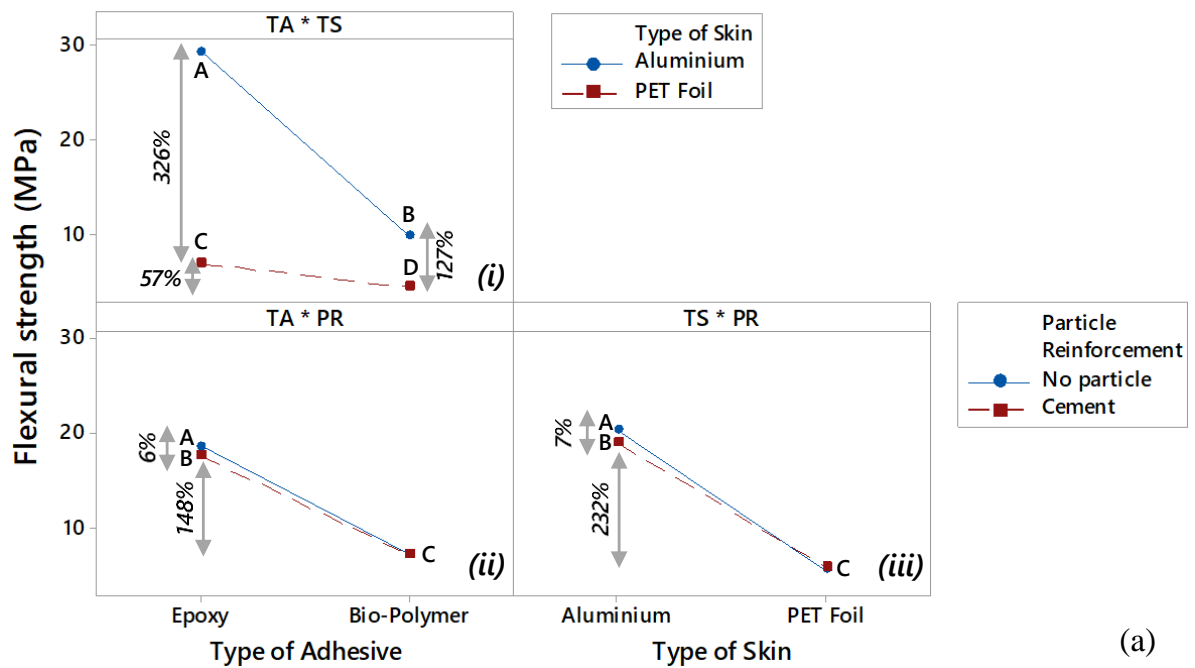 TA * TS
30
20
10
Flexural strength (MPa)
A
326%
C
57%
B
D
127%
(i)
Type of Skin
Aluminium
PET Foil
TA * PR
30
20
10
6%
A
B
148%
C
(ii)
Epoxy
Bio-Polymer
Type of Adhesive
TS * PR
7%
A
B
232%
C
(iii)
Aluminium
PET Foil
Type of Skin
Particle
Reinforcement
No particle
Cement
(a)